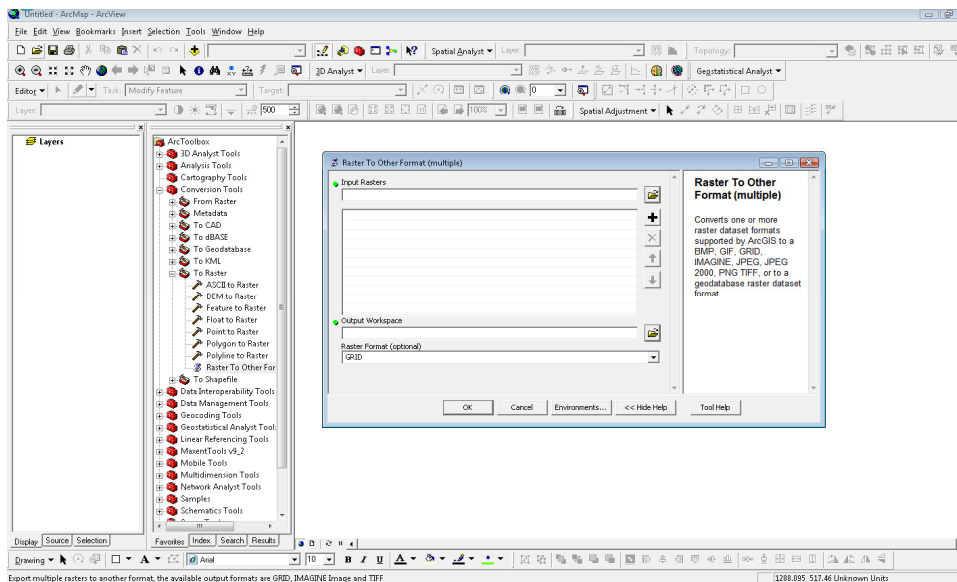 Untitled - ArcMap - ArcView
File Edit View Bookmarks Insert Selection Tools Window Help
Spatial Analyst Layer: Topology:
3D Analyst Layer: Geostatistical Analyst
Editor Task: Modify Feature Target: 0
Layer: 500 100% Spatial Adjustment
Layers
ArcToolbox
3D Analyst Tools
Analysis Tools
Cartography Tools
Conversion Tools
From Raster
Metadata
To CAD
To dBASE
To Geodatabase
To KML
To Raster
ASCII to Raster
DEM to Raster
Feature to Raster
Float to Raster
Point to Raster
Polygon to Raster
Polyline to Raster
Raster To Other For
To Shapefile
Data Interoperability Tools
Data Management Tools
Geocoding Tools
Geostatistical Analyst Tool:
Linear Referencing Tools
MaxentTools v9_2
Mobile Tools
Multidimension Tools
Network Analyst Tools
Samples
Schematics Tools
Display Source Selection
Favorites Index Search Results
Raster To Other Format (multiple)
Input Rasters
Output Workspace
Raster Format (optional)
GRID
OK Cancel Environments... << Hide Help Tool Help
Raster To Other
Format (multiple)
Converts one or more
raster dataset formats
supported by ArcGIS to a
BMP, GIF, GRID,
IMAGINE, JPEG, JPEG
2000, PNG TIFF, or to a
geodatabase raster dataset
format
Drawing A Arial 10 B I U A
Export multiple rasters to another format, the available output formats are GRID, IMAGINE Image and TIFF
1288.095 517.46 Unknown Units